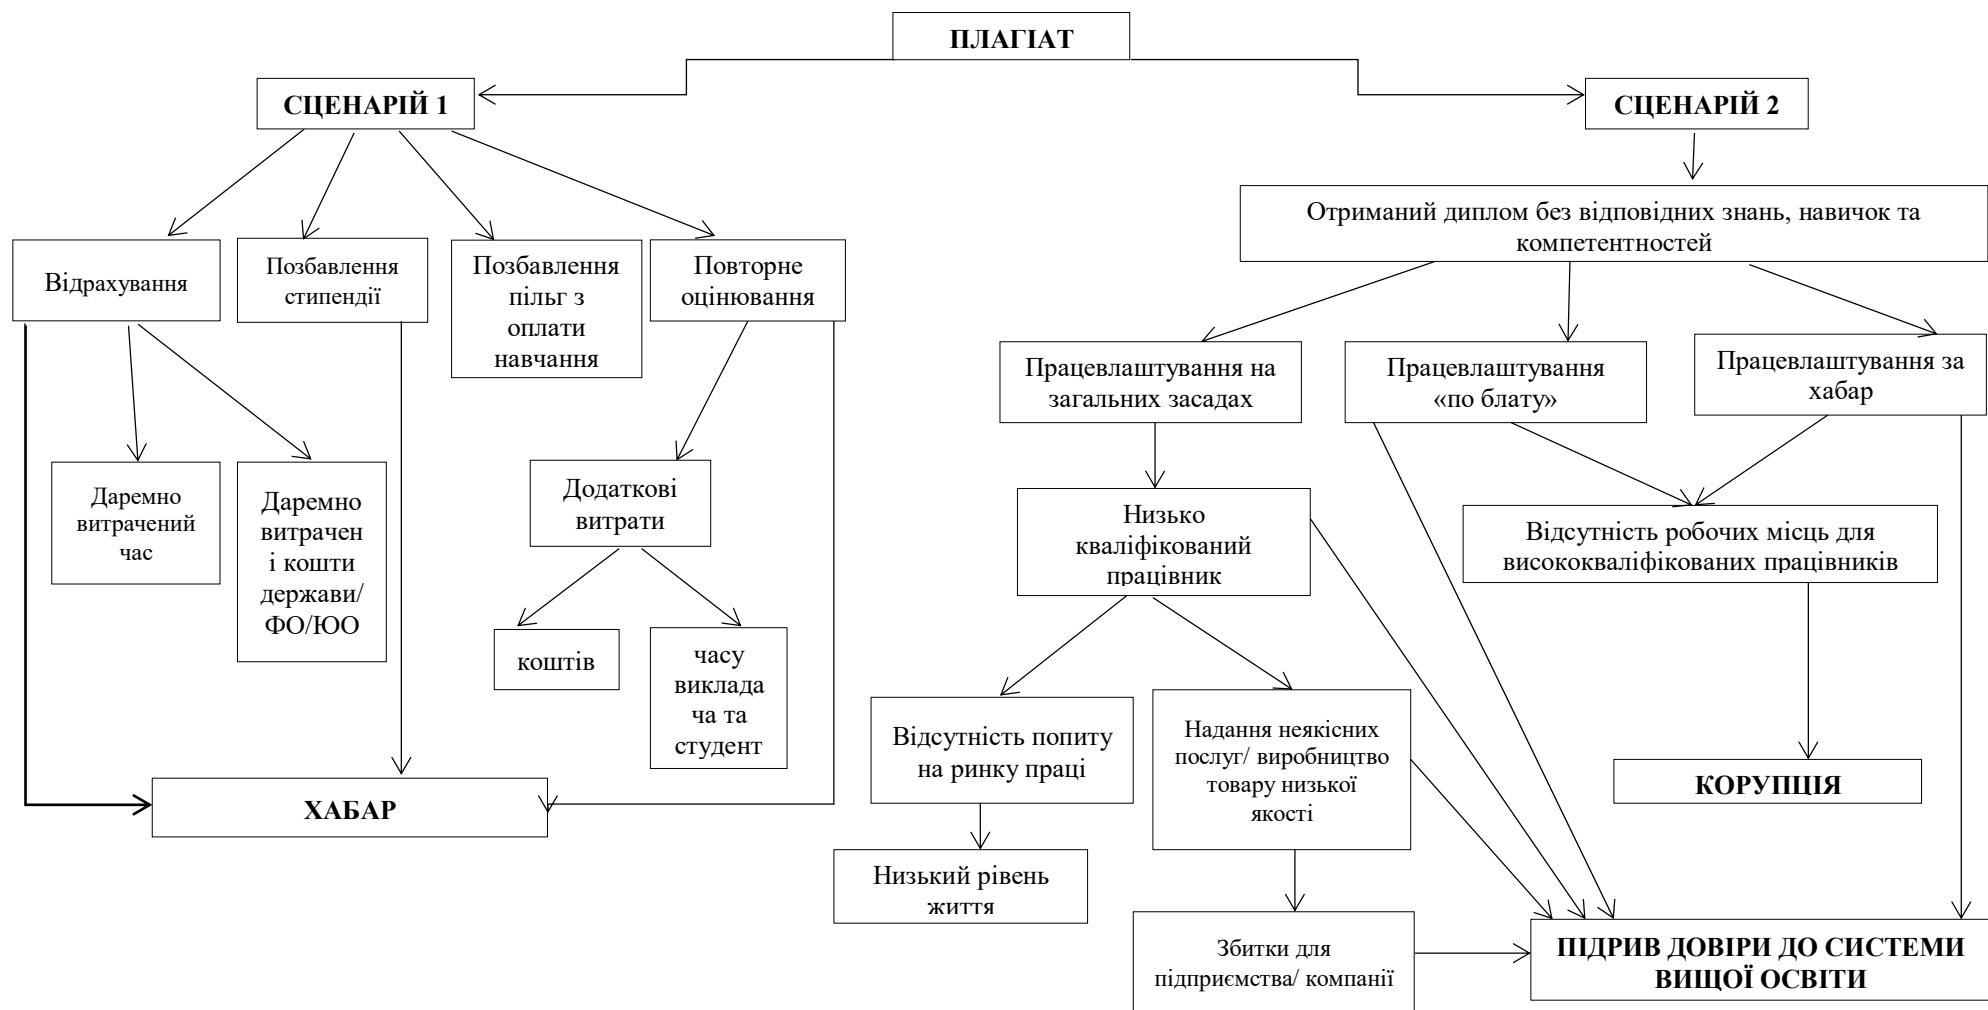 ПЛАГІАТ
СЦЕНАРІЙ 1
СЦЕНАРІЙ 2
Отриманий диплом без відповідних знань, навичок та
компетентностей
Відрахування
Позбавлення
стипендії
Позбавлення
пільг з
оплати
навчання
Повторне
оцінювання
Працевлаштування на
загальних засадах
Працевлаштування
«по блату»
Працевлаштування за
хабар
Даремно
витрачений
час
Даремно
витрачен
і кошти
держави/
ФО/ЮО
Додаткові
витрати
Низько
кваліфікований
працівник
Відсутність робочих місць для
висококваліфікованих працівників
коштів
часу
виклада
ча та
студент
Відсутність попиту
на ринку праці
Надання неякісних
послуг/ виробництво
товару низької
якості
КОРУПЦІЯ
ХАБАР
Низький рівень
життя
Збитки для
підприємства/ компанії
ПІДРИВ ДОВІРИ ДО СИСТЕМИ
ВИЩОЇ ОСВІТИ